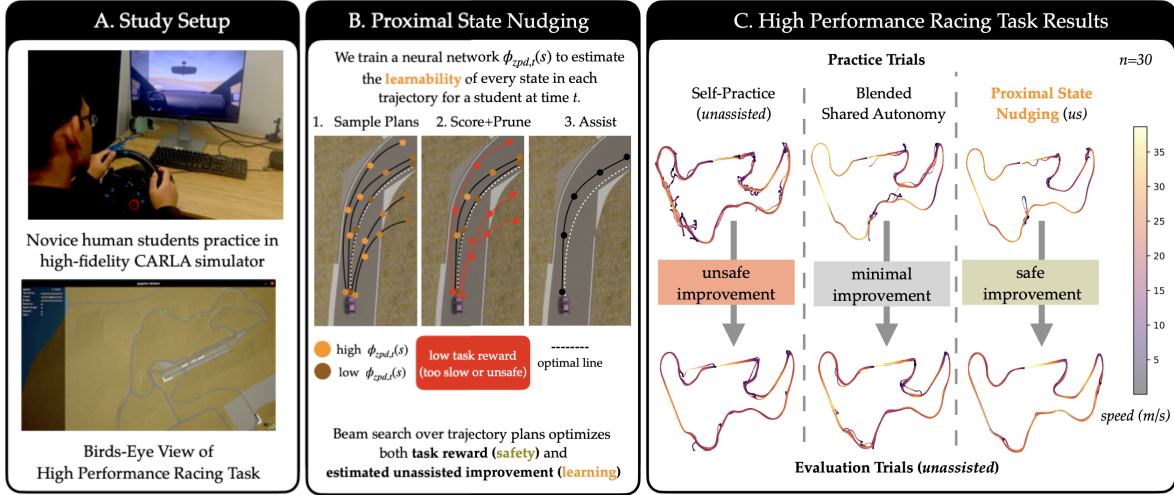 A. Study Setup
Novice human students practice in
high-fidelity CARLA simulator
Birds-Eye View of
High Performance Racing Task
B. Proximal State Nudging
We train a neural network ϕ_zpd,t(s) to estimate
the learnability of every state in each
trajectory for a student at time t.
1. Sample Plans
2. Score+Prune
3. Assist
high ϕ_zpd,t(s)
low ϕ_zpd,t(s)
low task reward
(too slow or unsafe)
optimal line
Beam search over trajectory plans optimizes
both task reward (safety) and
estimated unassisted improvement (learning)
C. High Performance Racing Task Results
Practice Trials
n=30
Self-Practice
(unassisted)
Blended
Shared Autonomy
Proximal State
Nudging (us)
unsafe
improvement
minimal
improvement
safe
improvement
35
30
25
20
15
10
5
speed (m/s)
Evaluation Trials (unassisted)